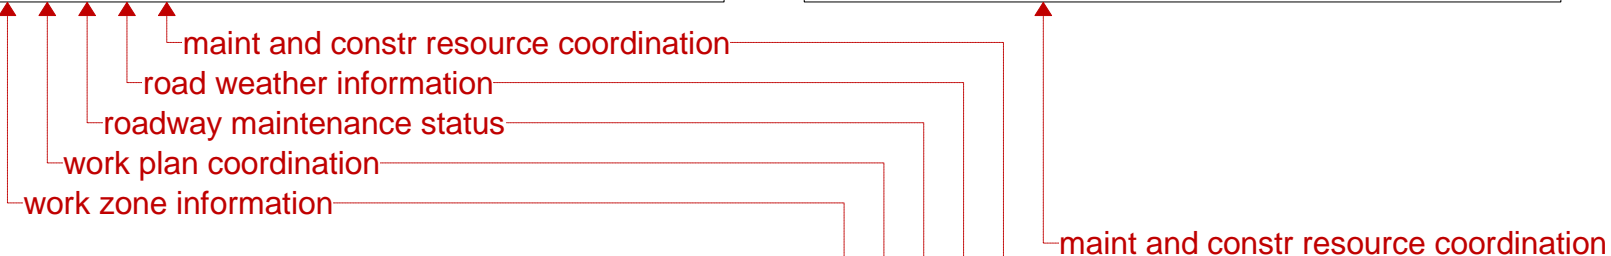 maint and constr resource coordination
road weather information
roadway maintenance status
work plan coordination
work zone information
maint and constr resource coordination